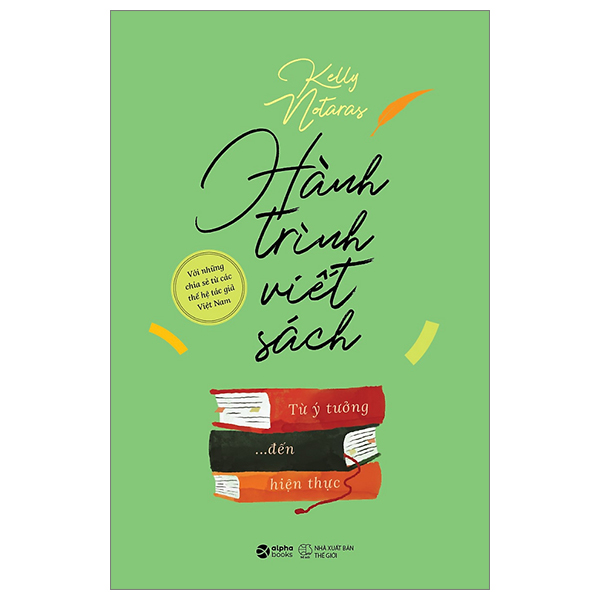 Kelly
Notaras
Hành
trình
viết
sách
Với những
chia sẻ từ các
thế hệ tác giả
Việt Nam
Từ ý tưởng
...đến
hiện thực
alpha
books
NHÀ XUẤT BẢN
THẾ GIỚI